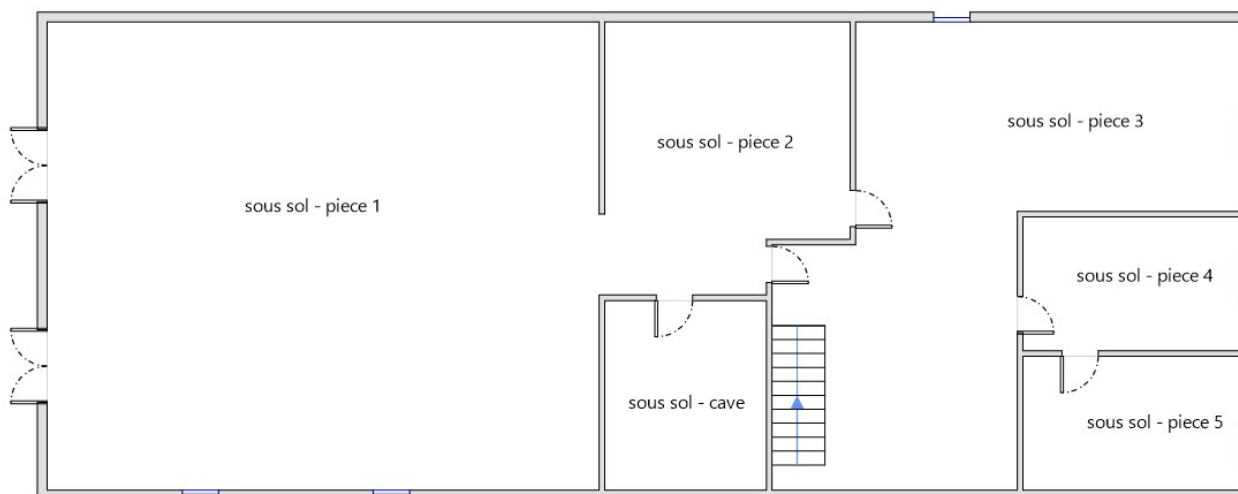 sous sol - piece 1
sous sol - piece 2
sous sol - piece 3
sous sol - piece 4
sous sol - cave
sous sol - piece 5